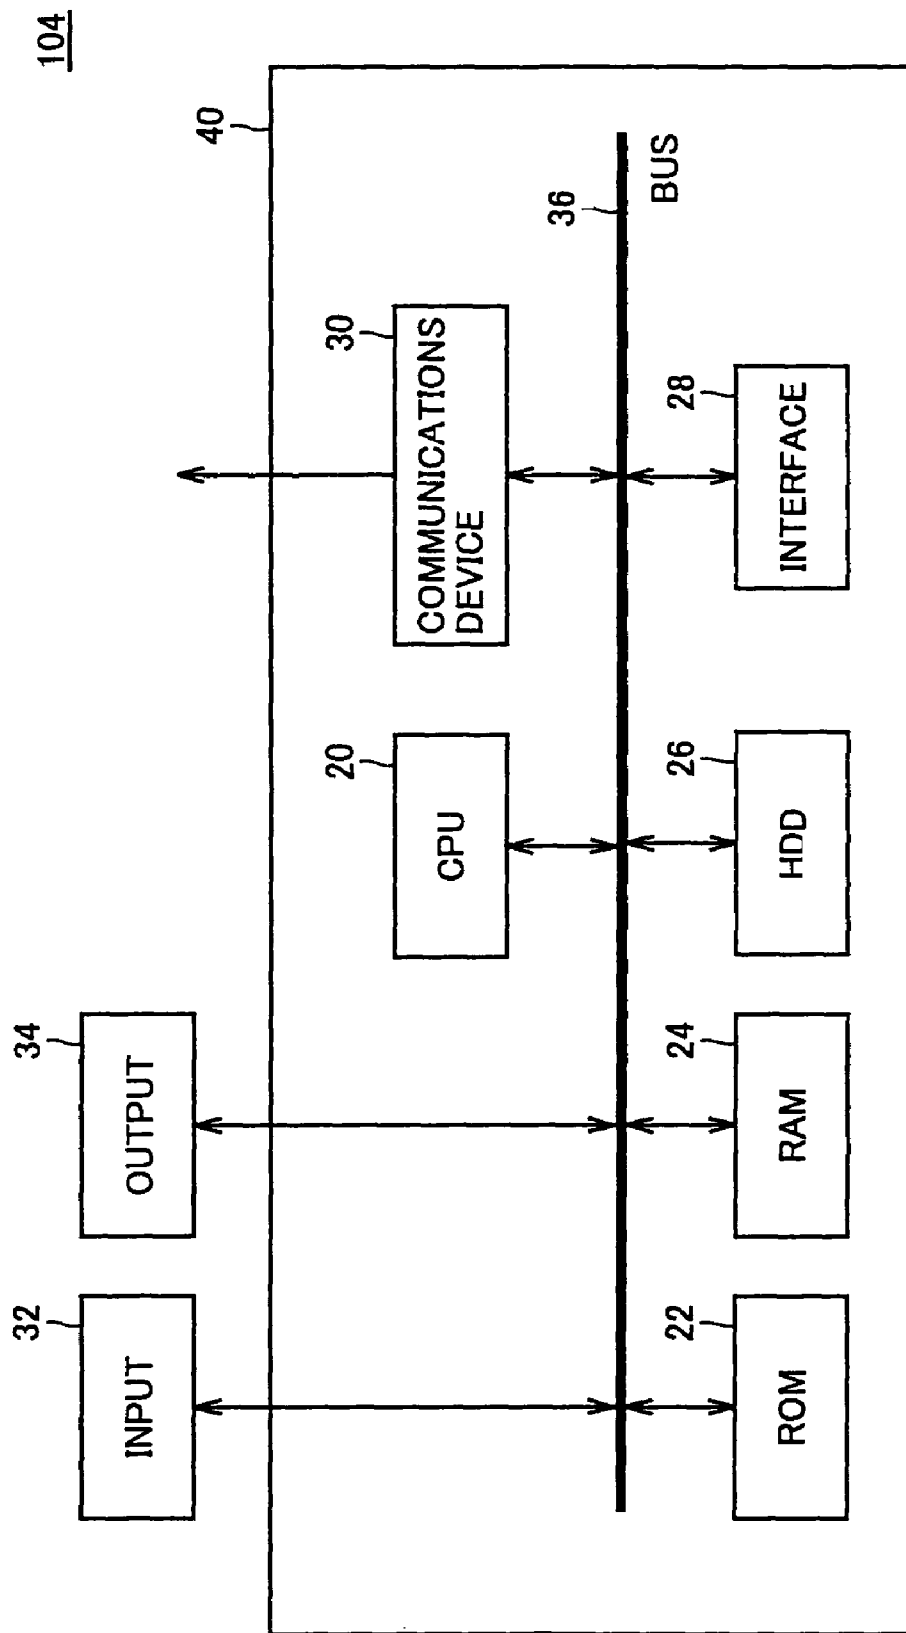 104
40
32
INPUT
34
OUTPUT
20
CPU
30
COMMUNICATIONS
DEVICE
36
BUS
22
ROM
24
RAM
26
HDD
28
INTERFACE